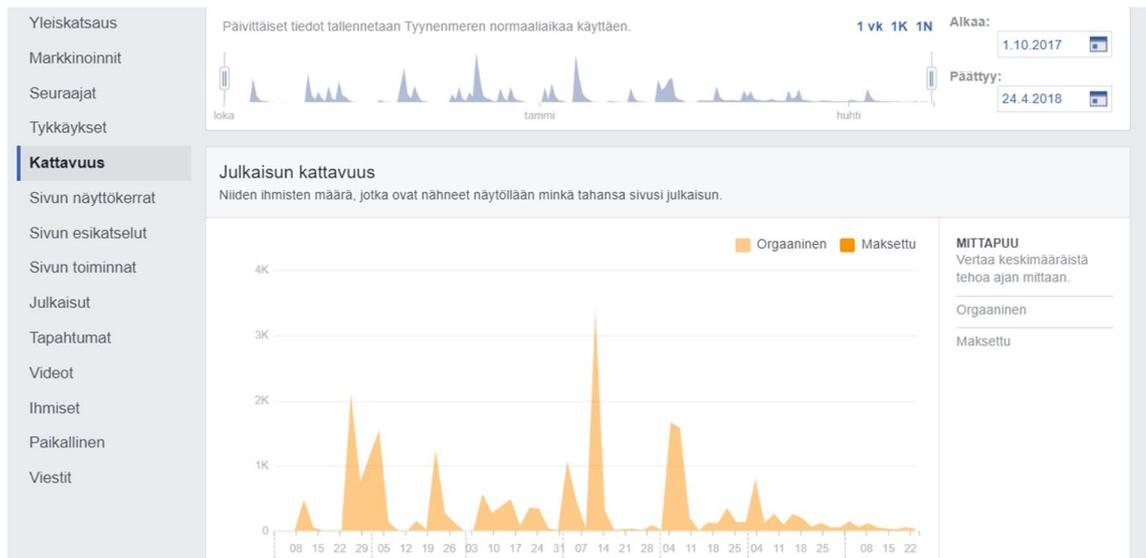 Yleiskatsaus
Markkinoinnit
Seuraajat
Tykkäykset
Kattavuus
Sivun näyttökerrat
Sivun esikatselut
Sivun toiminnat
Julkaisut
Tapahtumat
Videot
Ihmiset
Paikallinen
Viestit
Päivittäiset tiedot tallennetaan Tyynenmeren normaaliaikaa käyttäen.
1 vk 1K 1N
Alkaa:
1.10.2017
Päättyy:
24.4.2018
loka tammi huhti
Julkaisun kattavuus
Niiden ihmisten määrä, jotka ovat nähneet näytöllään minkä tahansa sivusi julkaisun.
Orgaaninen Maksettu
4K
3K
2K
1K
0
08 15 22 29 05 12 19 26 03 10 17 24 31 07 14 21 28 04 11 18 25 04 11 18 25 08 15 22
MITTAPUU
Vertaa keskimääräistä
tehoa ajan mittaan.
Orgaaninen
Maksettu